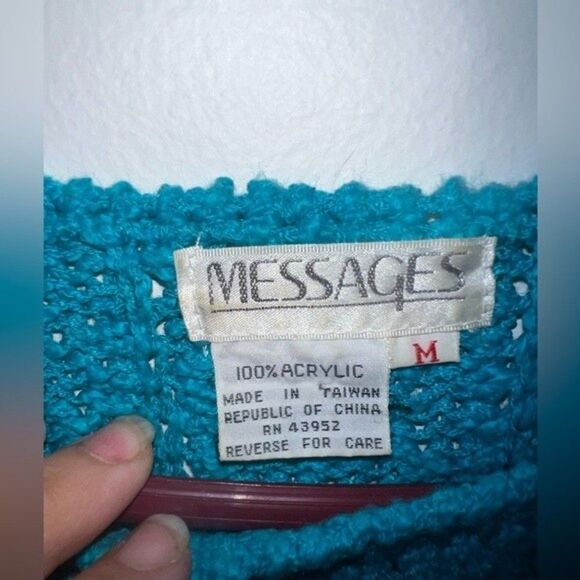 MESSAGES
M
100% ACRYLIC
MADE IN TAIWAN
REPUBLIC OF CHINA
RN 43952
REVERSE FOR CARE